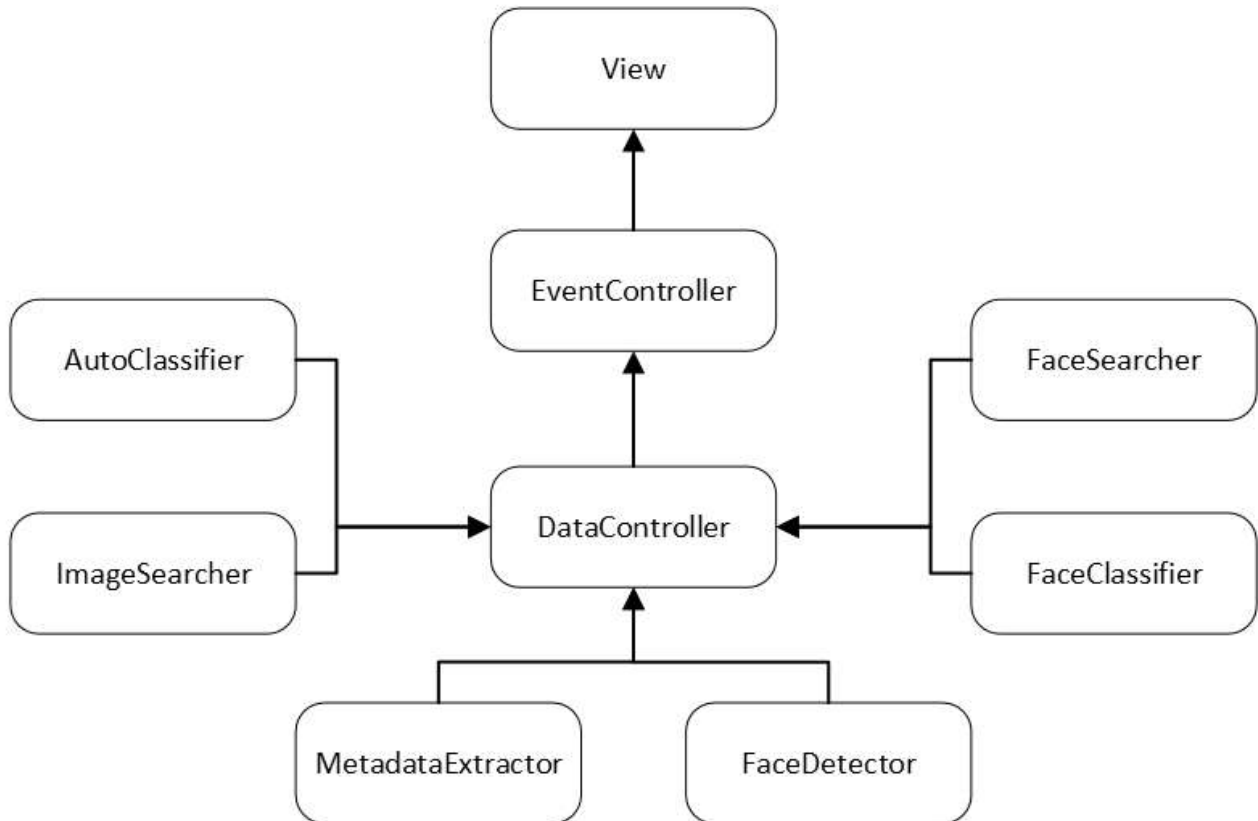 View
EventController
AutoClassifier
FaceSearcher
DataController
ImageSearcher
FaceClassifier
MetadataExtractor
FaceDetector